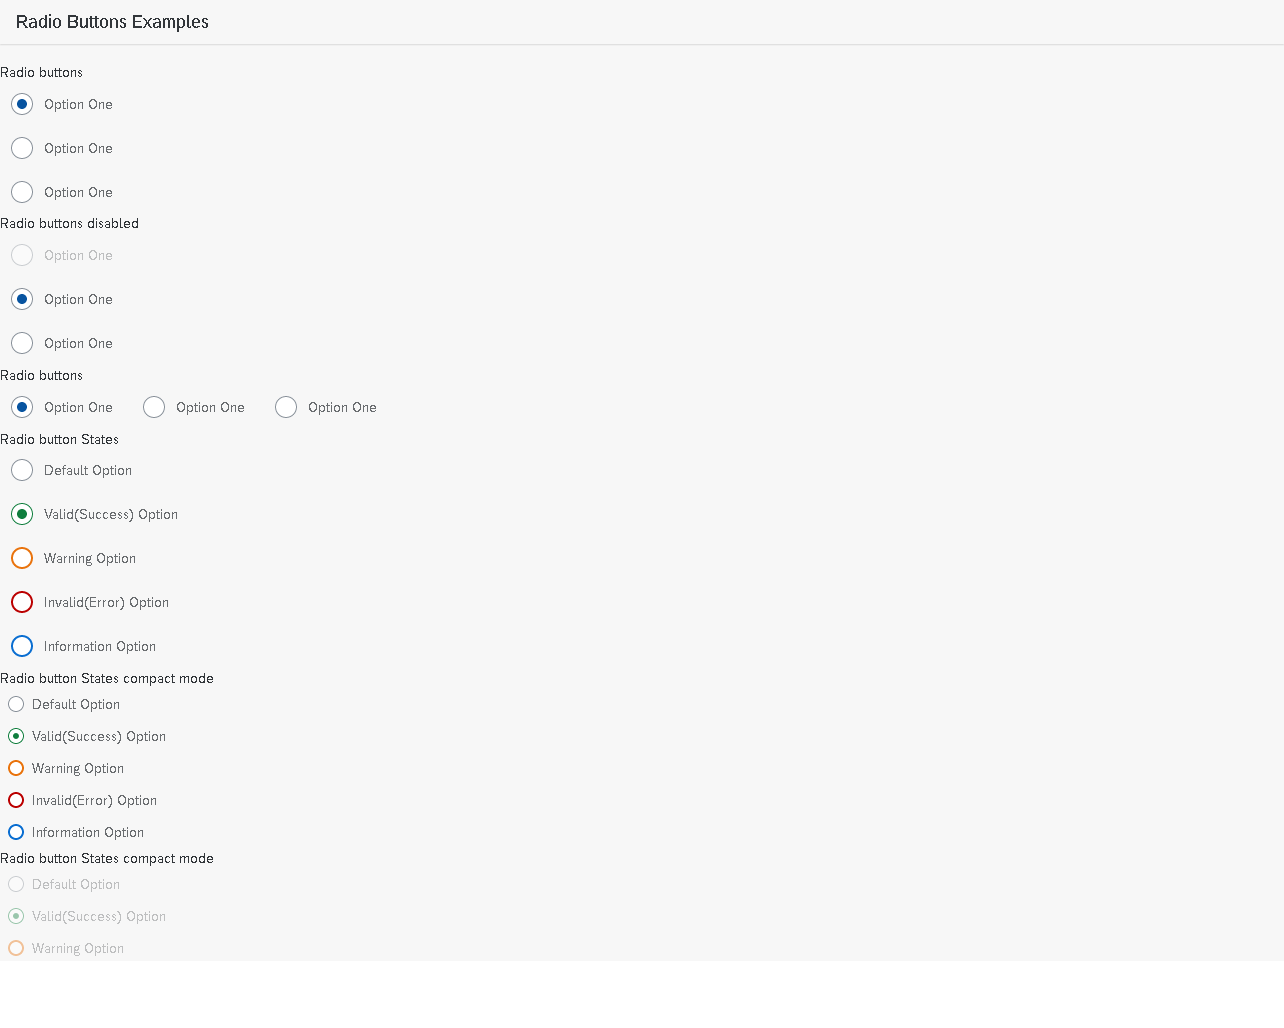 Radio Buttons Examples
Radio buttons
Option One
Option One
Option One
Radio buttons disabled
Option One
Option One
Option One
Radio buttons
Option One Option One Option One
Radio button States
Default Option
Valid(Success) Option
Warning Option
Invalid(Error) Option
Information Option
Radio button States compact mode
Default Option
Valid(Success) Option
Warning Option
Invalid(Error) Option
Information Option
Radio button States compact mode
Default Option
Valid(Success) Option
Warning Option